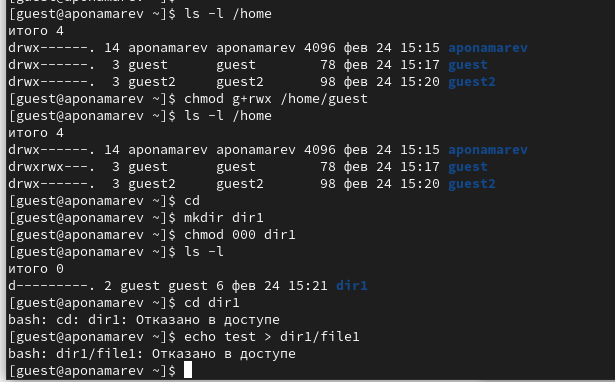 [guest@aponamarev ~]$ ls -l /home
итого 4
drwx------. 14 aponamarev aponamarev 4096 фев 24 15:15 aponamarev
drwx------.  3 guest      guest        78 фев 24 15:17 guest
drwx------.  3 guest2     guest2       98 фев 24 15:20 guest2
[guest@aponamarev ~]$ chmod g+rwx /home/guest
[guest@aponamarev ~]$ ls -l /home
итого 4
drwx------. 14 aponamarev aponamarev 4096 фев 24 15:15 aponamarev
drwxrwx---.  3 guest      guest        78 фев 24 15:17 guest
drwx------.  3 guest2     guest2       98 фев 24 15:20 guest2
[guest@aponamarev ~]$ cd
[guest@aponamarev ~]$ mkdir dir1
[guest@aponamarev ~]$ chmod 000 dir1
[guest@aponamarev ~]$ ls -l
итого 0
d---------. 2 guest guest 6 фев 24 15:21 dir1
[guest@aponamarev ~]$ cd dir1
bash: cd: dir1: Отказано в доступе
[guest@aponamarev ~]$ echo test > dir1/file1
bash: dir1/file1: Отказано в доступе
[guest@aponamarev ~]$